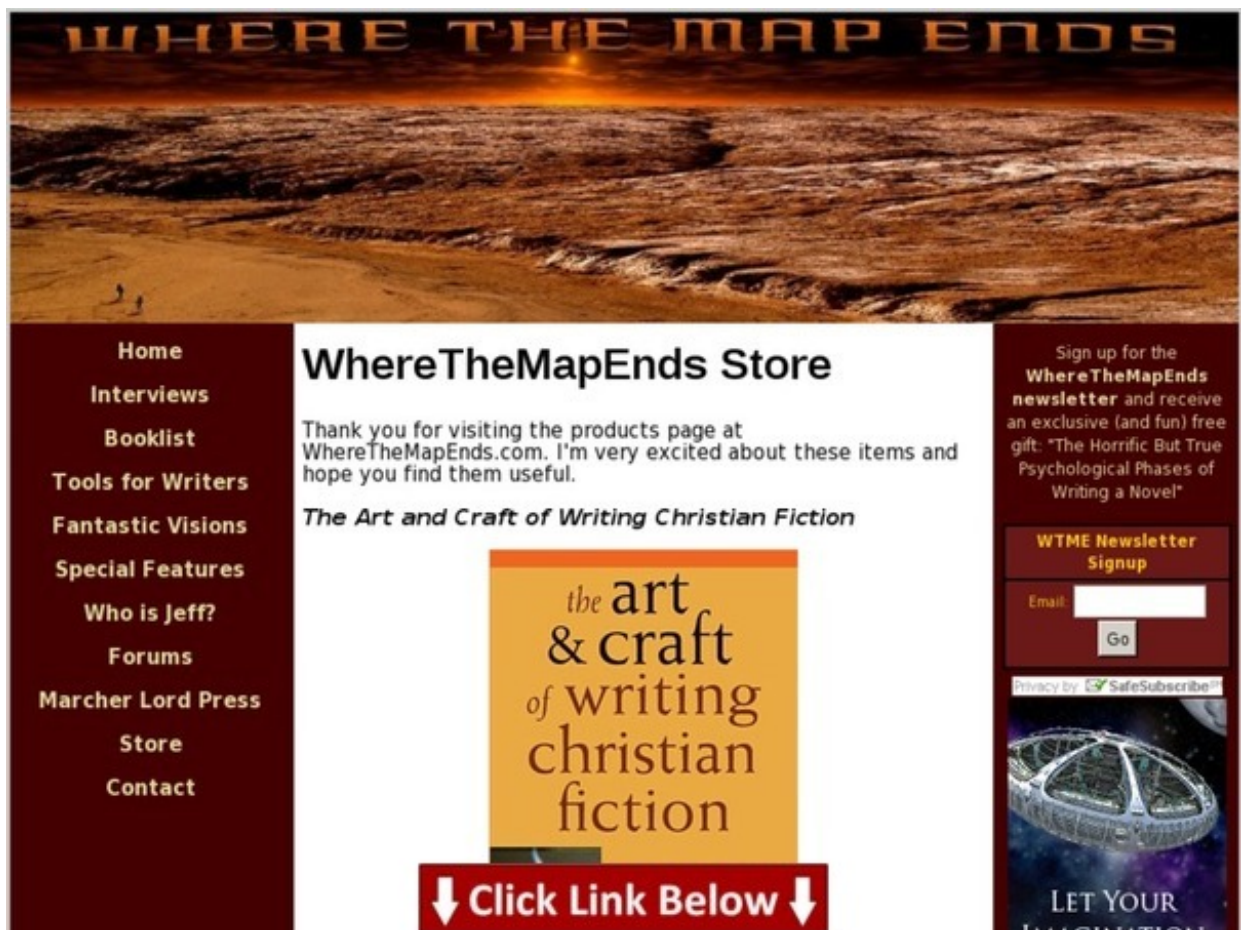 WHERE THE MAP ENDS
Home
Interviews
Booklist
Tools for Writers
Fantastic Visions
Special Features
Who is Jeff?
Forums
Marcher Lord Press
Store
Contact
WhereTheMapEnds Store
Thank you for visiting the products page at
WhereTheMapEnds.com. I'm very excited about these items and
hope you find them useful.
The Art and Craft of Writing Christian Fiction
the art
& craft
of writing
christian
fiction
Click Link Below
Sign up for the
WhereTheMapEnds
newsletter and receive
an exclusive (and fun) free
gift: "The Horrific But True
Psychological Phases of
Writing a Novel"
WTME Newsletter
Signup
Email:
Go
Privacy by SafeSubscribe
LET YOUR
IMAGINATION